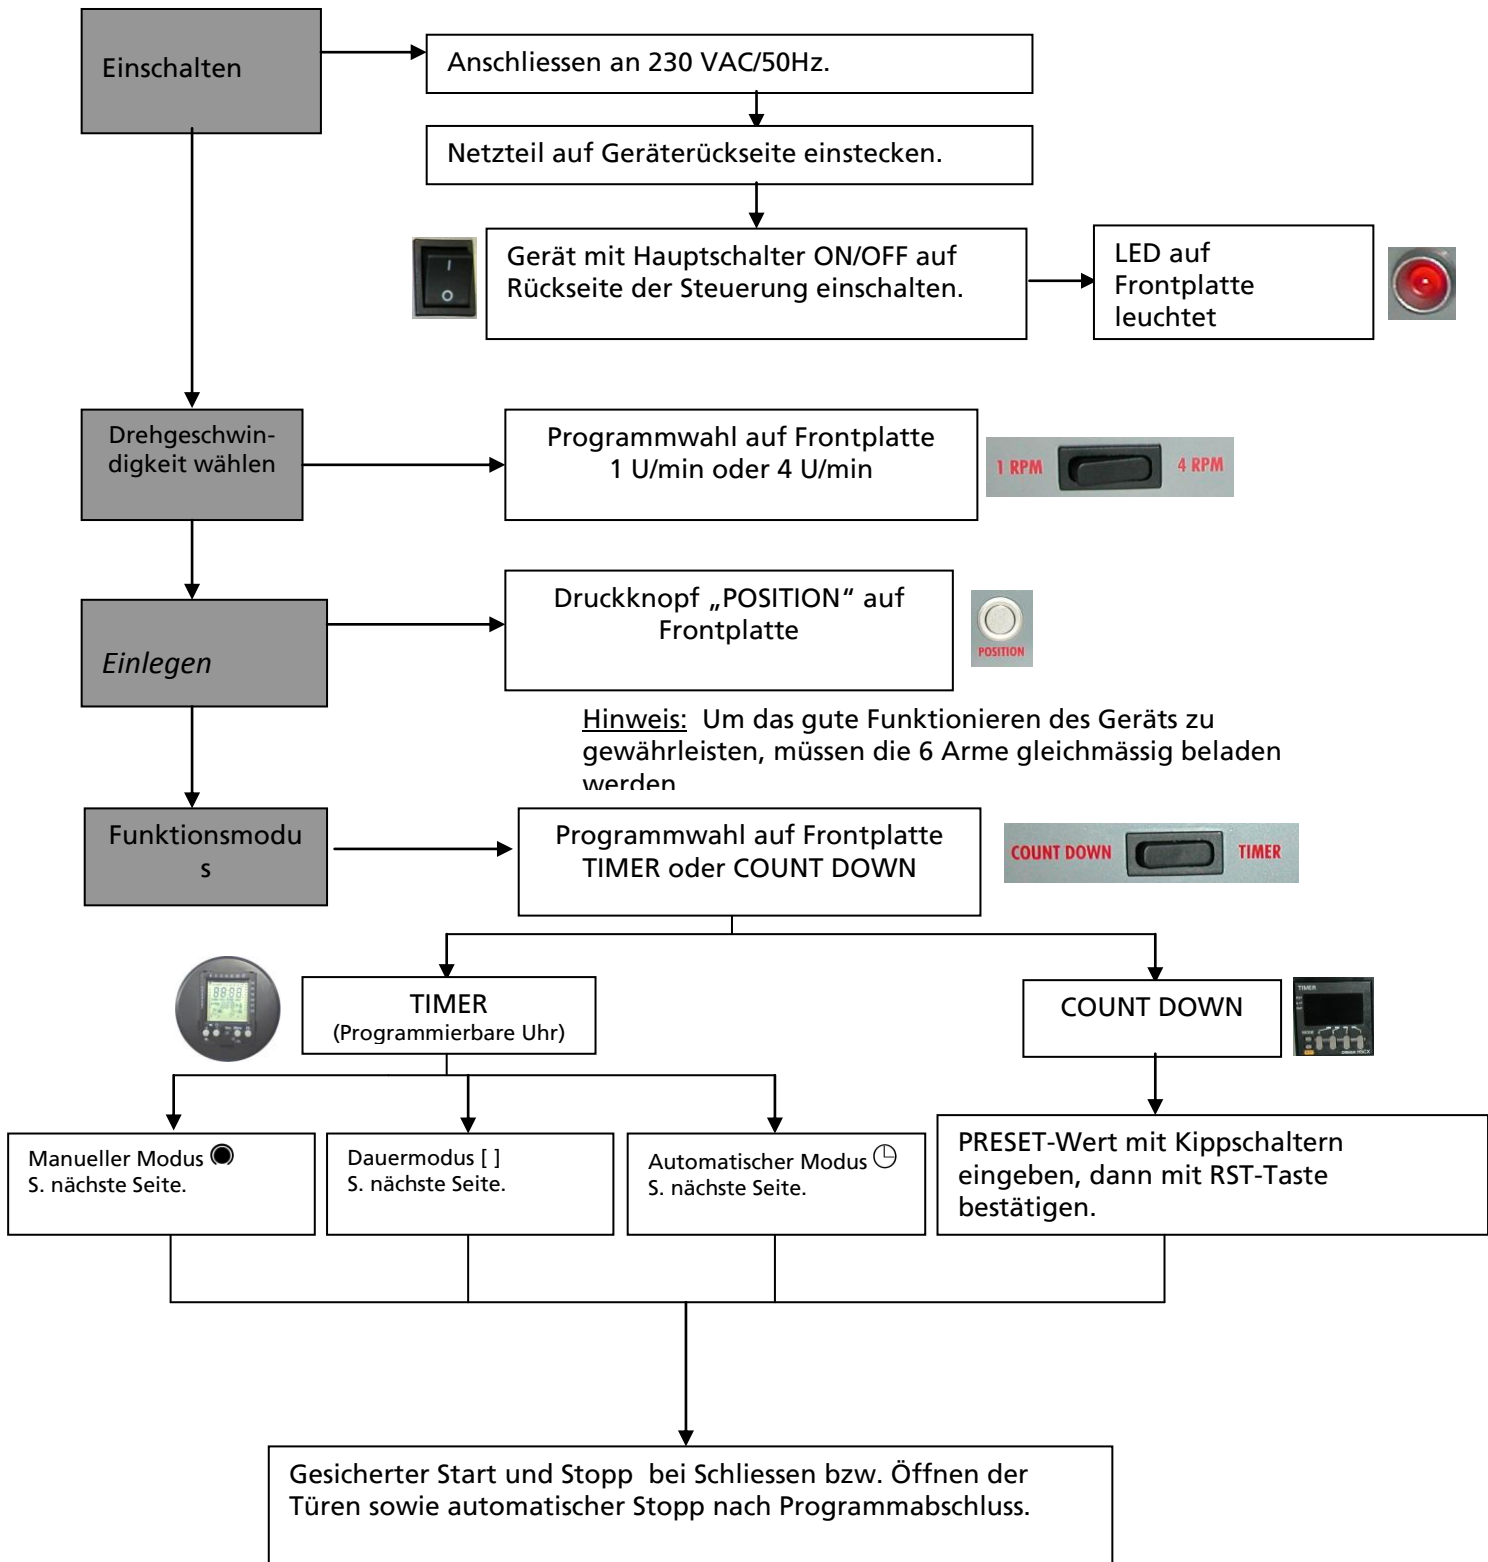 Einschalten
Anschliessen an 230 VAC/50Hz.
Netzteil auf Geräterückseite einstecken.
Gerät mit Hauptschalter ON/OFF auf
Rückseite der Steuerung einschalten.
LED auf
Frontplatte
leuchtet
Drehgeschwin-
digkeit wählen
Programmwahl auf Frontplatte
1 U/min oder 4 U/min
1 RPM
4 RPM
Einlegen
Druckknopf „POSITION“ auf
Frontplatte
POSITION
Hinweis: Um das gute Funktionieren des Geräts zu
gewährleisten, müssen die 6 Arme gleichmässig beladen
werden
Funktionsmodu
s
Programmwahl auf Frontplatte
TIMER oder COUNT DOWN
COUNT DOWN
TIMER
TIMER
(Programmierbare Uhr)
COUNT DOWN
TIMER
Manueller Modus
S. nächste Seite.
Dauermodus [ ]
S. nächste Seite.
Automatischer Modus
S. nächste Seite.
PRESET-Wert mit Kippschaltern
eingeben, dann mit RST-Taste
bestätigen.
Gesicherter Start und Stopp bei Schliessen bzw. Öffnen der
Türen sowie automatischer Stopp nach Programmabschluss.